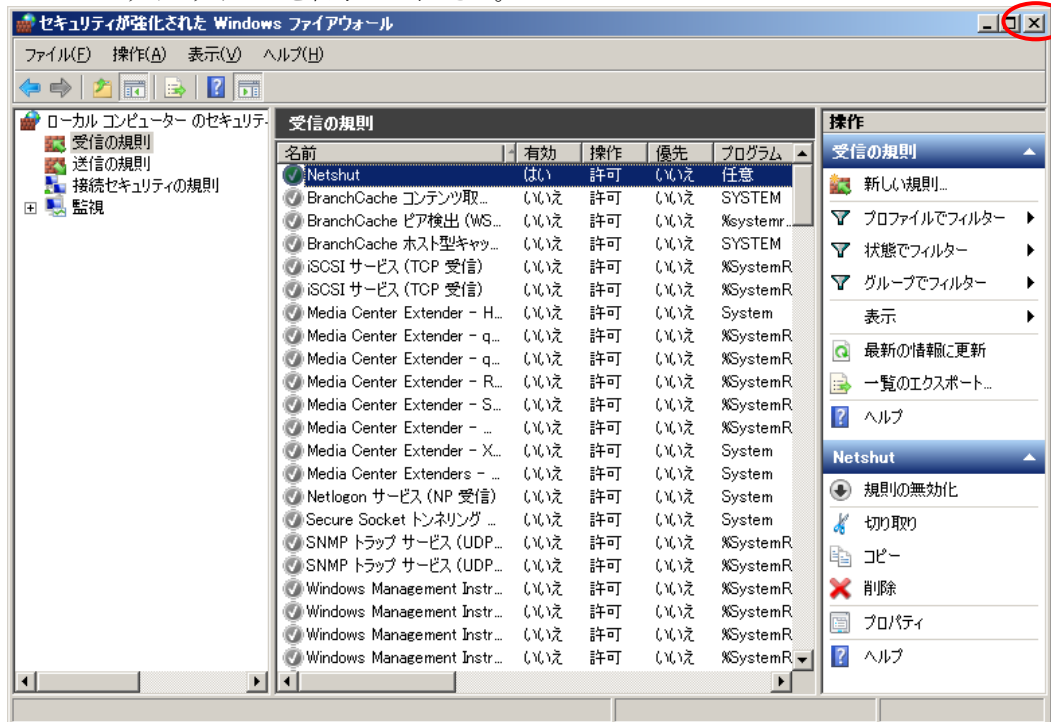 セキュリティが強化された Windows ファイアウォール
ファイル(F) 操作(A) 表示(V) ヘルプ(H)
ローカル コンピューター のセキュリテ
受信の規則
送信の規則
接続セキュリティの規則
監視
受信の規則
名前 有効 操作 優先 プログラム
Netshut はい 許可 いいえ 任意
BranchCache コンテンツ取... いいえ 許可 いいえ SYSTEM
BranchCache ピア検出 (WS... いいえ 許可 いいえ %systemr...
BranchCache ホスト型キャッ... いいえ 許可 いいえ SYSTEM
iSCSI サービス (TCP 受信) いいえ 許可 いいえ %SystemR
iSCSI サービス (TCP 受信) いいえ 許可 いいえ %SystemR
Media Center Extender - H... いいえ 許可 いいえ System
Media Center Extender - q... いいえ 許可 いいえ %SystemR
Media Center Extender - q... いいえ 許可 いいえ %SystemR
Media Center Extender - R... いいえ 許可 いいえ %SystemR
Media Center Extender - S... いいえ 許可 いいえ %SystemR
Media Center Extender - ... いいえ 許可 いいえ %SystemR
Media Center Extender - X... いいえ 許可 いいえ System
Media Center Extenders - ... いいえ 許可 いいえ System
Netlogon サービス (NP 受信) いいえ 許可 いいえ System
Secure Socket トンネリング ... いいえ 許可 いいえ System
SNMP トラップ サービス (UDP... いいえ 許可 いいえ %SystemR
SNMP トラップ サービス (UDP... いいえ 許可 いいえ %SystemR
Windows Management Instr... いいえ 許可 いいえ %SystemR
Windows Management Instr... いいえ 許可 いいえ %SystemR
Windows Management Instr... いいえ 許可 いいえ %SystemR
Windows Management Instr... いいえ 許可 いいえ %SystemR
操作
受信の規則
新しい規則...
プロファイルでフィルター
状態でフィルター
グループでフィルター
表示
最新の情報に更新
一覧のエクスポート...
ヘルプ
Netshut
規則の無効化
切り取り
コピー
削除
プロパティ
ヘルプ